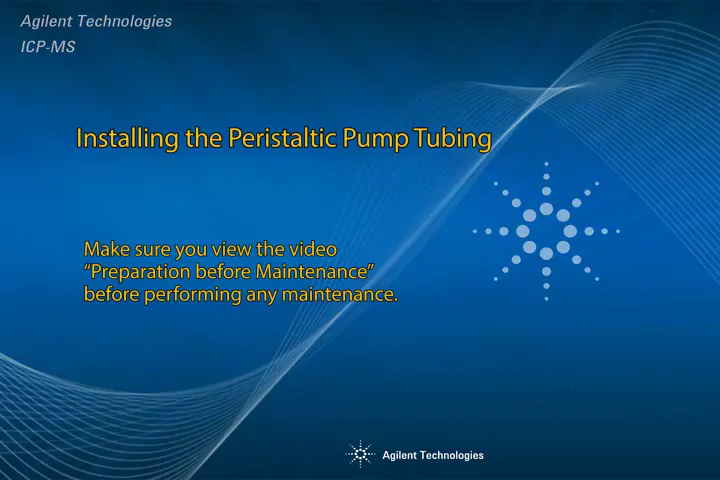 Agilent Technologies
ICP-MS
Installing the Peristaltic Pump Tubing
Make sure you view the video
“Preparation before Maintenance”
before performing any maintenance.
Agilent Technologies